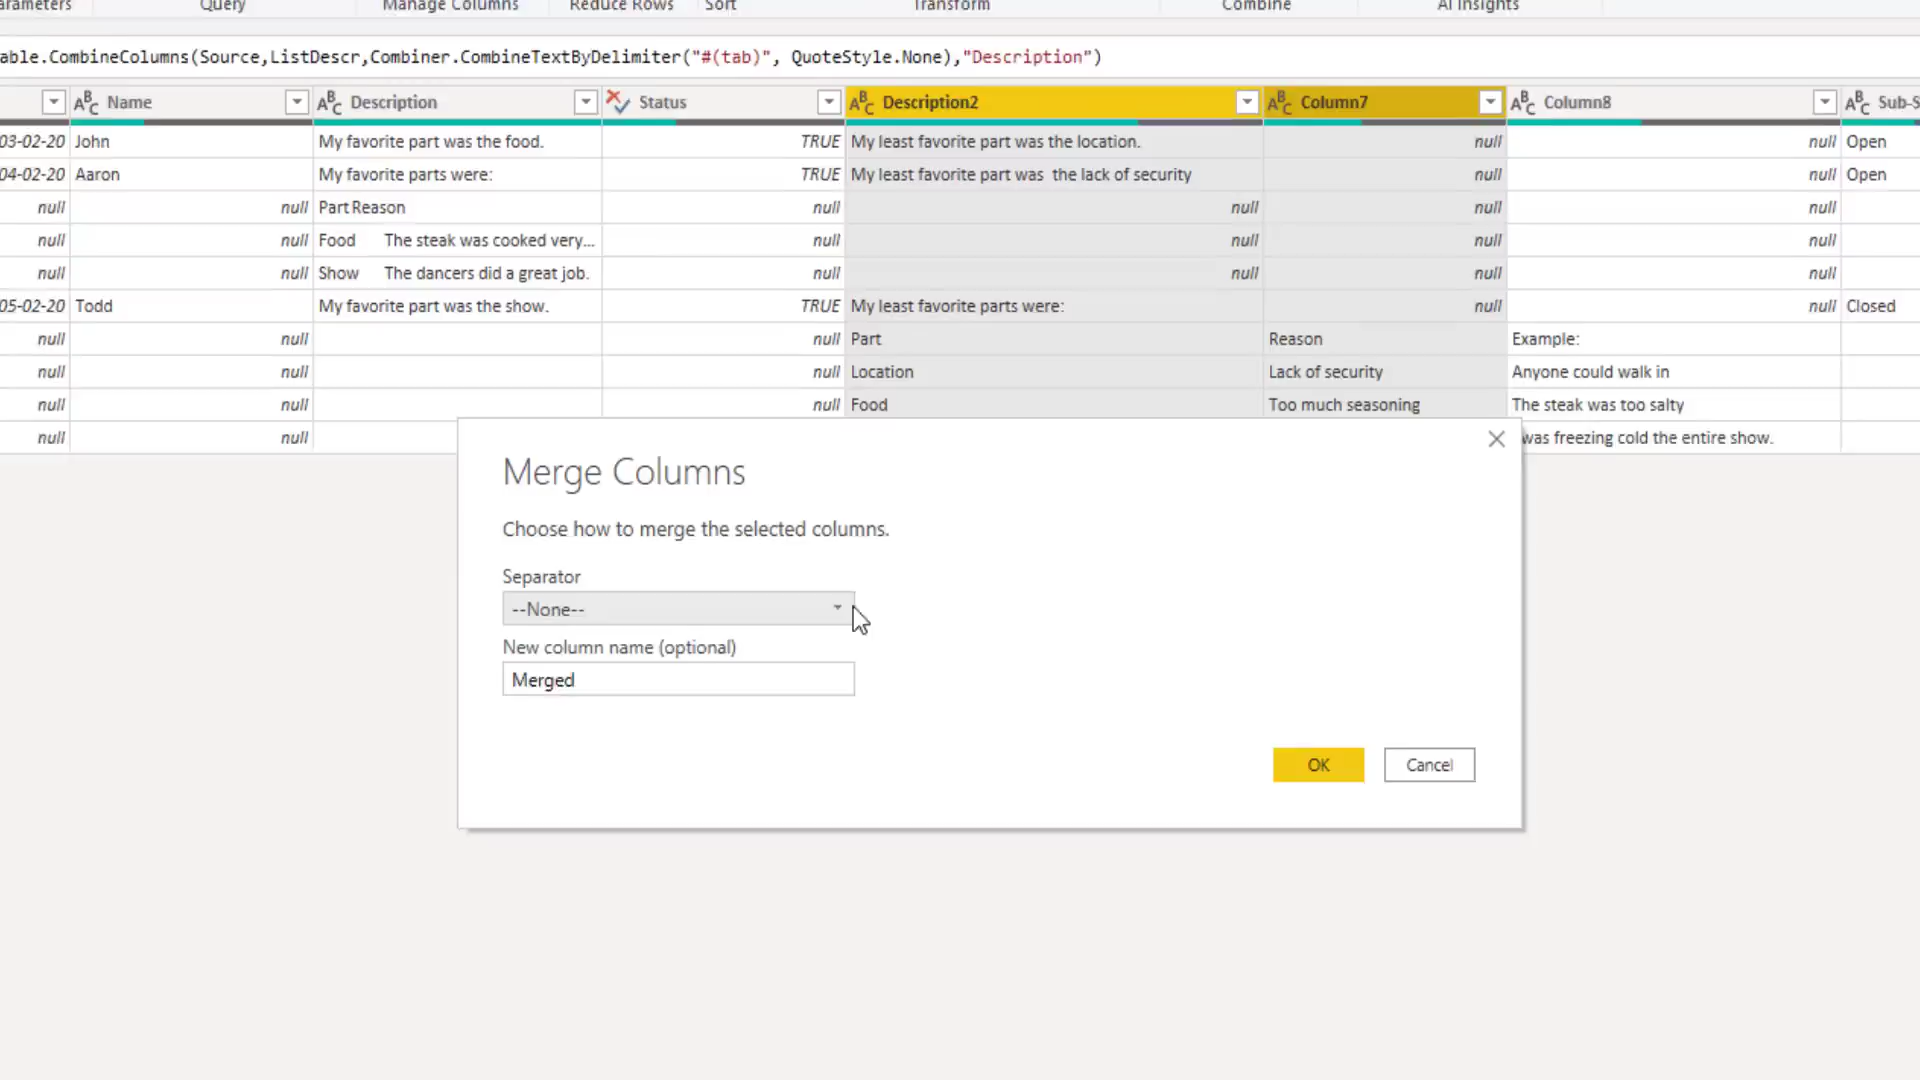 Query Manage Columns Reduce Rows Sort Transform Combine AI Insights
able.CombineColumns(Source,ListDescr,Combiner.CombineTextByDelimiter("#(tab)", QuoteStyle.None),"Description")
Name Description Status Description2 Column7 Column8
03-02-20 John My favorite part was the food. TRUE My least favorite part was the location. null null Open
04-02-20 Aaron My favorite parts were: TRUE My least favorite part was the lack of security null null Open
null null Part Reason null null null null
null null Food The steak was cooked very... null null null null
null null Show The dancers did a great job. null null null null
05-02-20 Todd My favorite part was the show. TRUE My least favorite parts were: null null Closed
null null null Part Reason Example:
null null null Location Lack of security Anyone could walk in
null null null Food Too much seasoning The steak was too salty
null null was freezing cold the entire show.
Merge Columns
Choose how to merge the selected columns.
Separator
--None--
New column name (optional)
Merged
OK Cancel